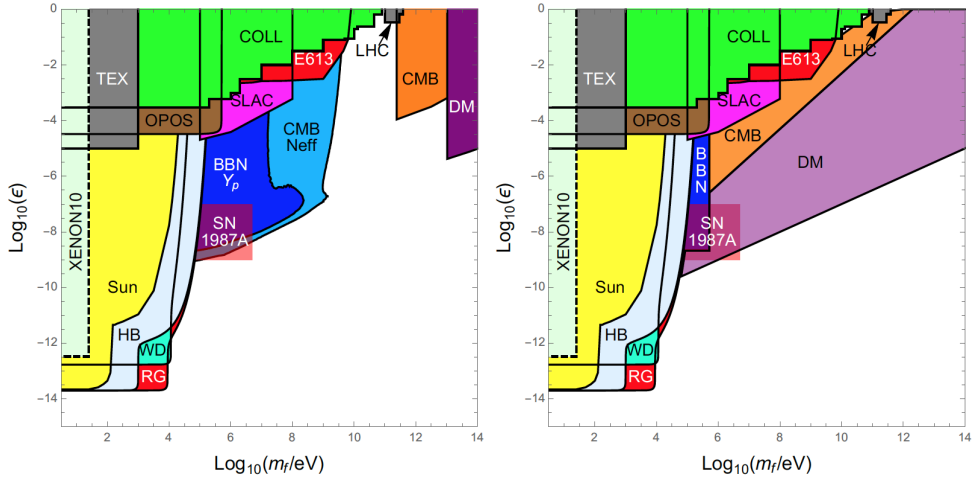 COLL
LHC
E613
TEX
CMB
SLAC
DM
OPOS
CMB
Neff
BBN
Yp
SN
1987A
XENON10
Sun
HB
WD
RG
0
−2
−4
−6
−8
−10
−12
−14
2 4 6 8 10 12 14
Log10(ϵ)
Log10(mf/eV)
COLL
LHC
E613
TEX
SLAC
OPOS
CMB
B
B
N
DM
SN
1987A
XENON10
Sun
HB
WD
RG
0
−2
−4
−6
−8
−10
−12
−14
2 4 6 8 10 12 14
Log10(ϵ)
Log10(mf/eV)